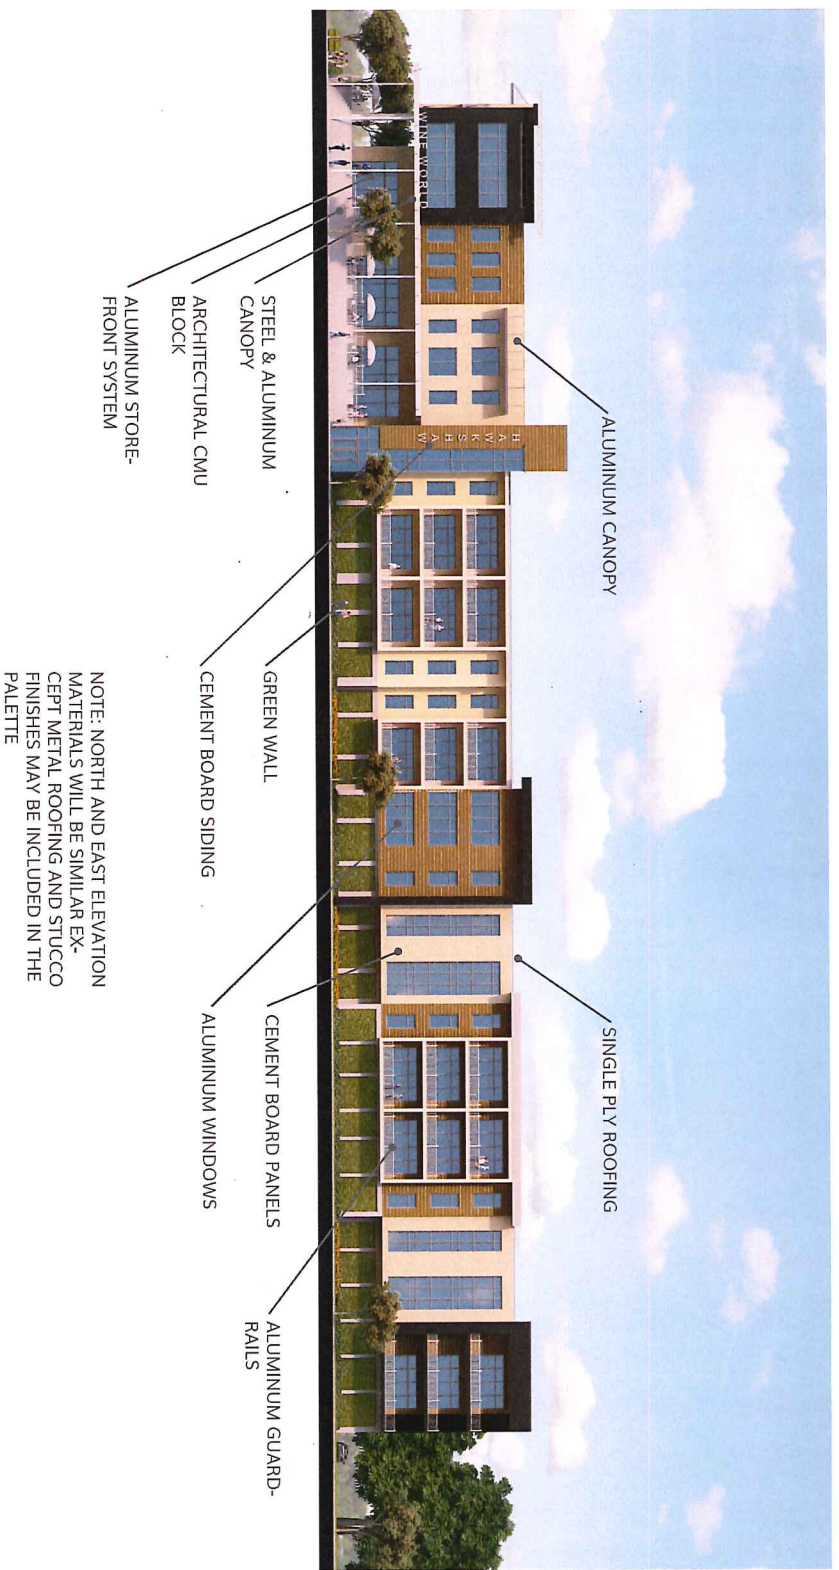 ALUMINUM CANOPY
SINGLE PLY ROOFING
WINE WORLD
HAWKSHAW
STEEL & ALUMINUM
CANOPY
GREEN WALL
CEMENT BOARD PANELS
ALUMINUM GUARD-
RAILS
ARCHITECTURAL CMU
BLOCK
CEMENT BOARD SIDING
ALUMINUM WINDOWS
ALUMINUM STORE-
FRONT SYSTEM
NOTE: NORTH AND EAST ELEVATION
MATERIALS WILL BE SIMILAR EX-
CEPT METAL ROOFING AND STUCCO
FINISHES MAY BE INCLUDED IN THE
PALETTE